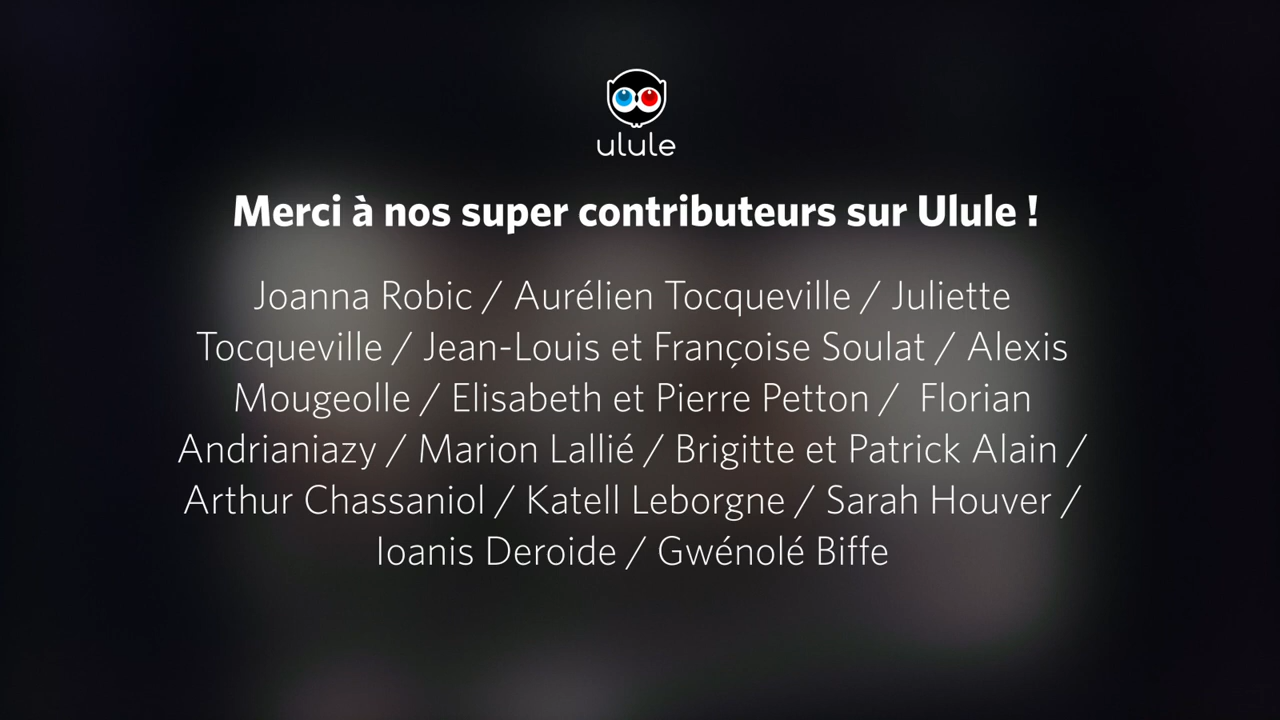 ulule
Merci à nos super contributeurs sur Ulule !
Joanna Robic / Aurélien Tocqueville / Juliette
Tocqueville / Jean-Louis et Françoise Soulat / Alexis
Mougeolle / Elisabeth et Pierre Petton / Florian
Andrianiazy / Marion Lallié / Brigitte et Patrick Alain /
Arthur Chassaniol / Katell Leborgne / Sarah Houver /
Ioanis Deroide / Gwénolé Biffe